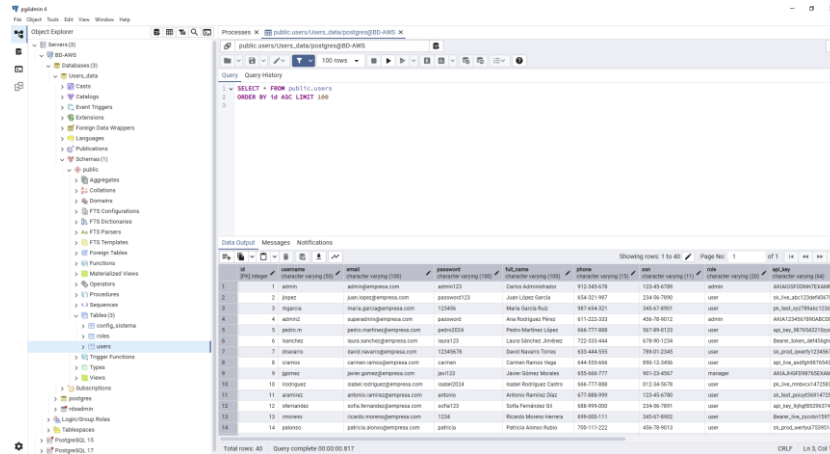 pgAdmin 4
File Object Tools Edit View Window Help
Object Explorer
Processes
public.users/Users_data/postgres@BD-AWS
Servers (3)
BD-AWS
Databases (3)
Users_data
Casts
Catalogs
Event Triggers
Extensions
Foreign Data Wrappers
Languages
Publications
Schemas (1)
public
Aggregates
Collations
Domains
FTS Configurations
FTS Dictionaries
FTS Parsers
FTS Templates
Foreign Tables
Functions
Materialized Views
Operators
Procedures
Sequences
Tables (3)
config_sistema
roles
users
Trigger Functions
Types
Views
Subscriptions
postgres
rdsadmin
Login/Group Roles
Tablespaces
PostgreSQL 15
PostgreSQL 17
public.users/Users_data/postgres@BD-AWS
100 rows
Query Query History
1 SELECT * FROM public.users
2 ORDER BY id ASC LIMIT 100
3
Data Output Messages Notifications
Showing rows: 1 to 40 Page No: 1 of 1
id username email password full_name phone ssn role api_key
[PK] integer character varying (50) character varying (100) character varying (100) character varying (100) character varying (15) character varying (11) character varying (20) character varying (64)
1 1 admin admin@empresa.com admin123 Carlos Administrador 912-345-678 123-45-6789 admin
2 2 jlopez juan.lopez@empresa.com password123 Juan López García 654-321-987 234-56-7890 user
3 3 mgarcia maria.garcia@empresa.com 123456 María García Ruiz 987-654-321 345-67-8901 user
4 4 admin2 superadmin@empresa.com password Ana Rodríguez Pérez 611-222-333 456-78-9012 admin
5 5 pedro.m pedro.martinez@empresa.com pedro2024 Pedro Martínez López 666-777-888 567-89-0123 user
6 6 lsanchez laura.sanchez@empresa.com laura123 Laura Sánchez Jiménez 722-333-444 678-90-1234 user
7 7 dnavarro david.navarro@empresa.com 12345678 David Navarro Torres 633-444-555 789-01-2345 user
8 8 cramos carmen.ramos@empresa.com carmen Carmen Ramos Vega 644-555-666 890-12-3456 user
9 9 jgomez javier.gomez@empresa.com javi123 Javier Gómez Morales 655-666-777 901-23-4567 manager
10 10 irodriguez isabel.rodriguez@empresa.com isabel2024 Isabel Rodríguez Castro 666-777-888 012-34-5678 user
11 11 aramirez antonio.ramirez@empresa.com antonio Antonio Ramírez Díaz 677-888-999 123-45-6780 user
12 12 sfernandez sofia.fernandez@empresa.com sofia123 Sofía Fernández Gil 688-999-000 234-56-7891 user
13 13 rmoreno ricardo.moreno@empresa.com 1234 Ricardo Moreno Herrera 699-000-111 345-67-8902 user
14 14 palonso patricia.alonso@empresa.com patricia Patricia Alonso Rubio 700-111-222 456-78-9013 user
Total rows: 40 Query complete 00:00:00.817 CRLF Ln 3, Col